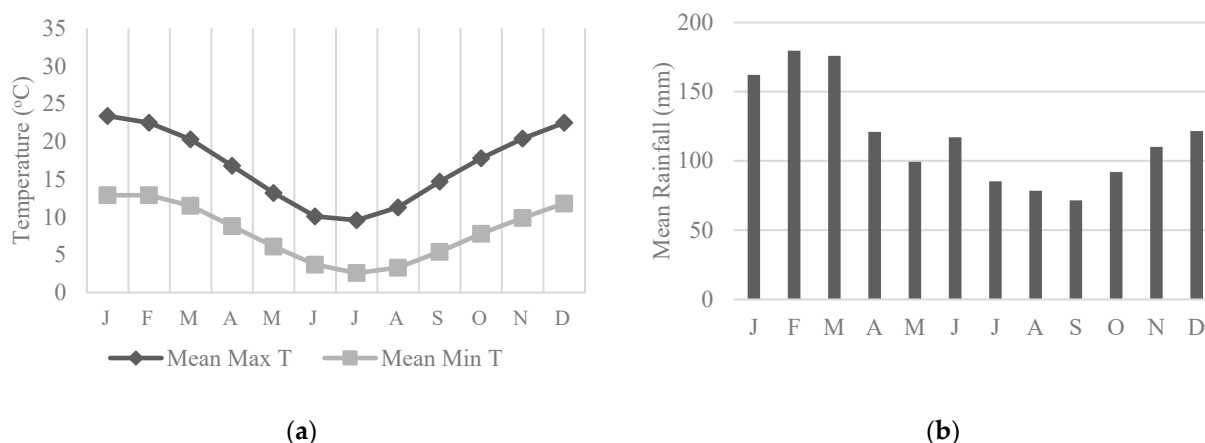 35
30
25
20
15
10
5
0
Temperature (°C)
J F M A M J J A S O N D
Mean Max T Mean Min T
(a)
200
150
100
50
0
Mean Rainfall (mm)
J F M A M J J A S O N D
(b)